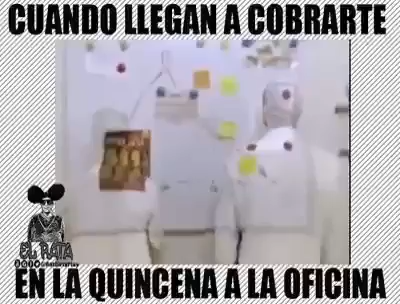 CUANDO LLEGAN A COBRARTE
EL RATA
EN LA QUINCENA A LA OFICINA